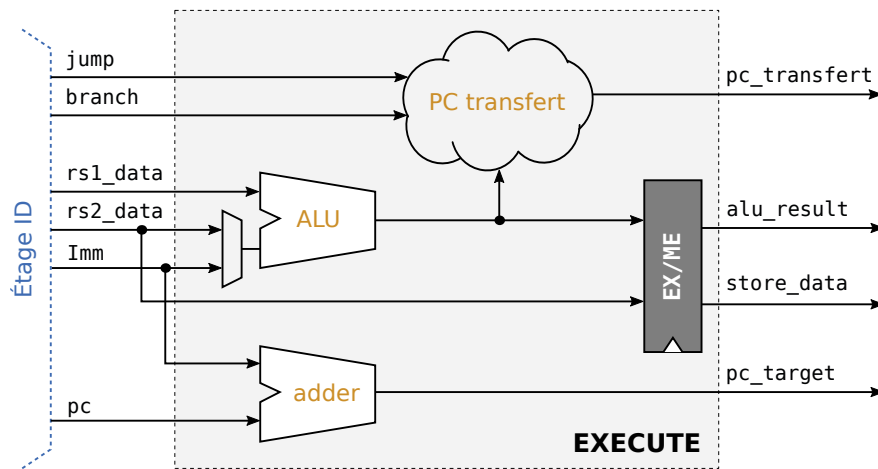 jump
branch
PC transfert
pc_transfert
rs1_data
rs2_data
Imm
ALU
alu_result
Étage ID
EX/ME
store_data
adder
pc_target
pc
EXECUTE